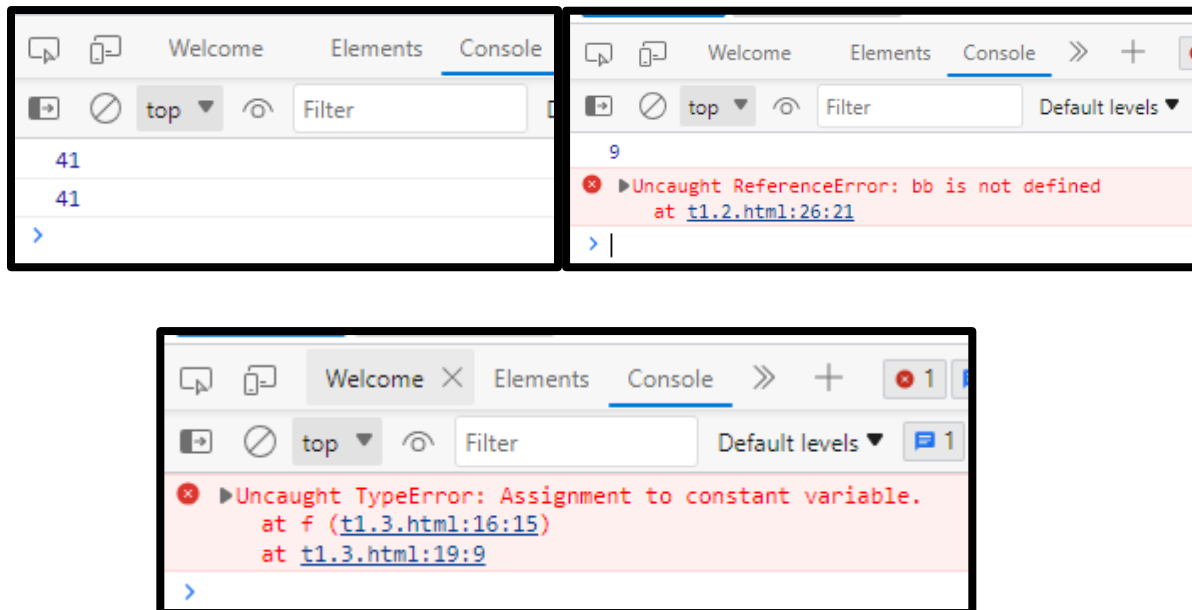 Welcome Elements Console
top Filter
41
41
Welcome Elements Console
top Filter Default levels
9
Uncaught ReferenceError: bb is not defined
at t1.2.html:26:21
Welcome Elements Console 1
top Filter Default levels 1
Uncaught TypeError: Assignment to constant variable.
at f (t1.3.html:16:15)
at t1.3.html:19:9